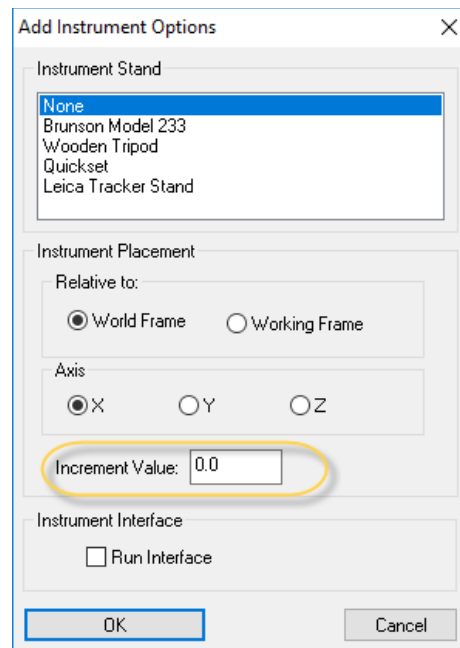 Add Instrument Options
Instrument Stand
None
Brunson Model 233
Wooden Tripod
Quickset
Leica Tracker Stand
Instrument Placement
Relative to:
World Frame Working Frame
Axis
X Y Z
Increment Value: 0.0
Instrument Interface
Run Interface
OK Cancel